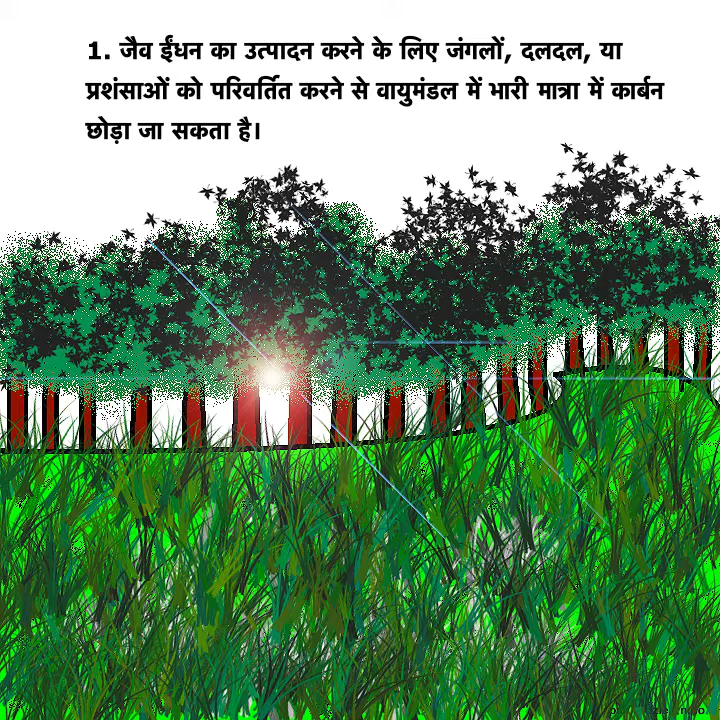 1. जैव ईंधन का उत्पादन करने के लिए जंगलों, दलदल, या
प्रशंसाओं को परिवर्तित करने से वायुमंडल में भारी मात्रा में कार्बन
छोड़ा जा सकता है।